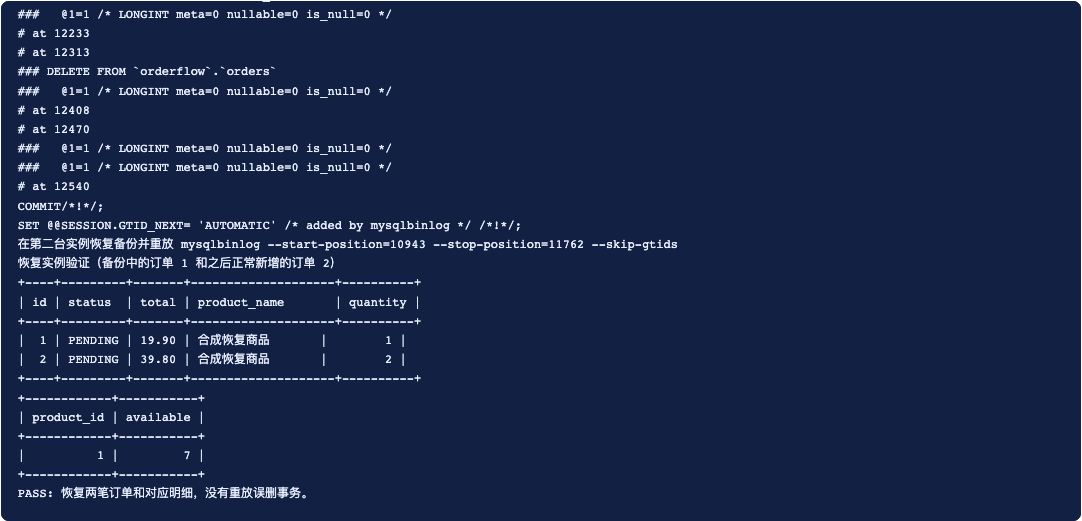 ###   @1=1 /* LONGINT meta=0 nullable=0 is_null=0 */
# at 12233
# at 12313
### DELETE FROM `orderflow`.`orders`
###   @1=1 /* LONGINT meta=0 nullable=0 is_null=0 */
# at 12408
# at 12470
###   @1=1 /* LONGINT meta=0 nullable=0 is_null=0 */
###   @1=1 /* LONGINT meta=0 nullable=0 is_null=0 */
# at 12540
COMMIT/*!*/;
SET @@SESSION.GTID_NEXT= 'AUTOMATIC' /* added by mysqlbinlog */ /*!*/;
在第二台实例恢复备份并重放 mysqlbinlog --start-position=10943 --stop-position=11762 --skip-gtids
恢复实例验证（备份中的订单 1 和之后正常新增的订单 2）
+----+---------+-------+--------------------+----------+
| id | status  | total | product_name       | quantity |
+----+---------+-------+--------------------+----------+
|  1 | PENDING | 19.90 | 合成恢复商品       |        1 |
|  2 | PENDING | 39.80 | 合成恢复商品       |        2 |
+----+---------+-------+--------------------+----------+
+------------+-----------+
| product_id | available |
+------------+-----------+
|          1 |         7 |
+------------+-----------+
PASS: 恢复两笔订单和对应明细，没有重放误删事务。